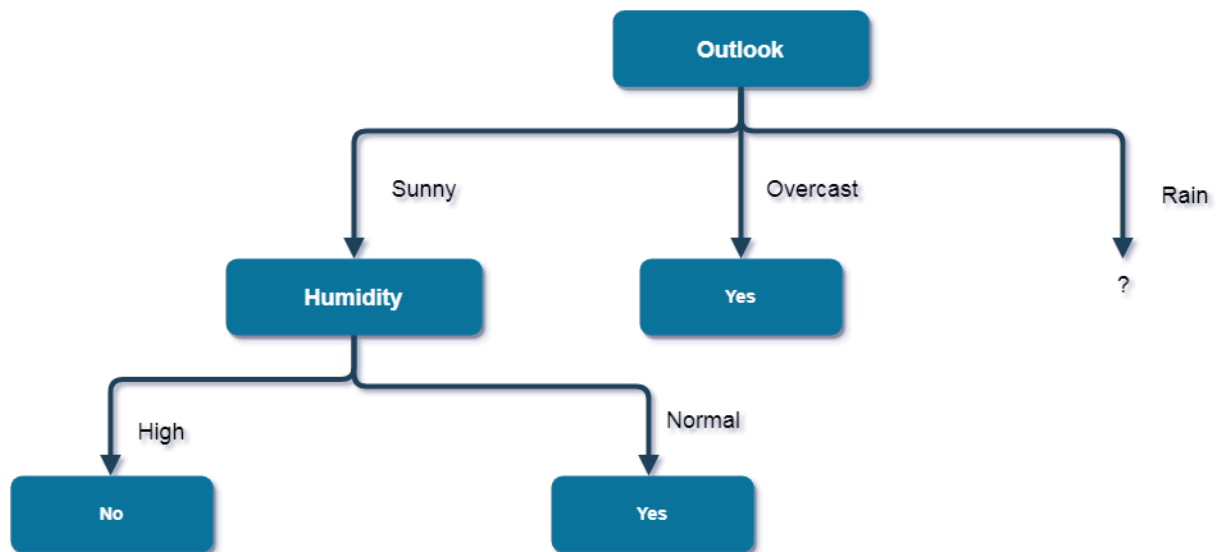 Outlook
Sunny
Overcast
Rain
Humidity
Yes
?
High
Normal
No
Yes